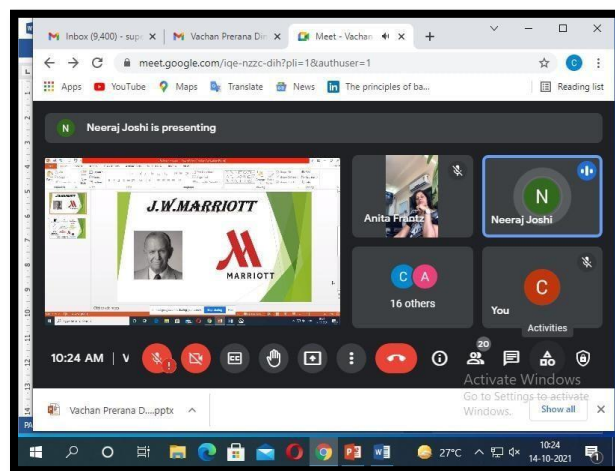 Inbox (9,400) - sup
Vachan Prerana Di
Meet - Vachan
meet.google.com/iqe-nzzc-dih?pli=1&authuser=1
C
Apps
YouTube
Maps
Translate
News
The principles of ba...
Reading list
N
Neeraj Joshi is presenting
J.W.MARRIOTT
MARRIOTT
Anita Frantz
N
Neeraj Joshi
C A
16 others
C
You
Activities
10:24 AM
20
Activate Windows
Go to Settings to activate
Windows.
Vachan Prerana D....pptx
Show all
27°C
10:24
14-10-2021